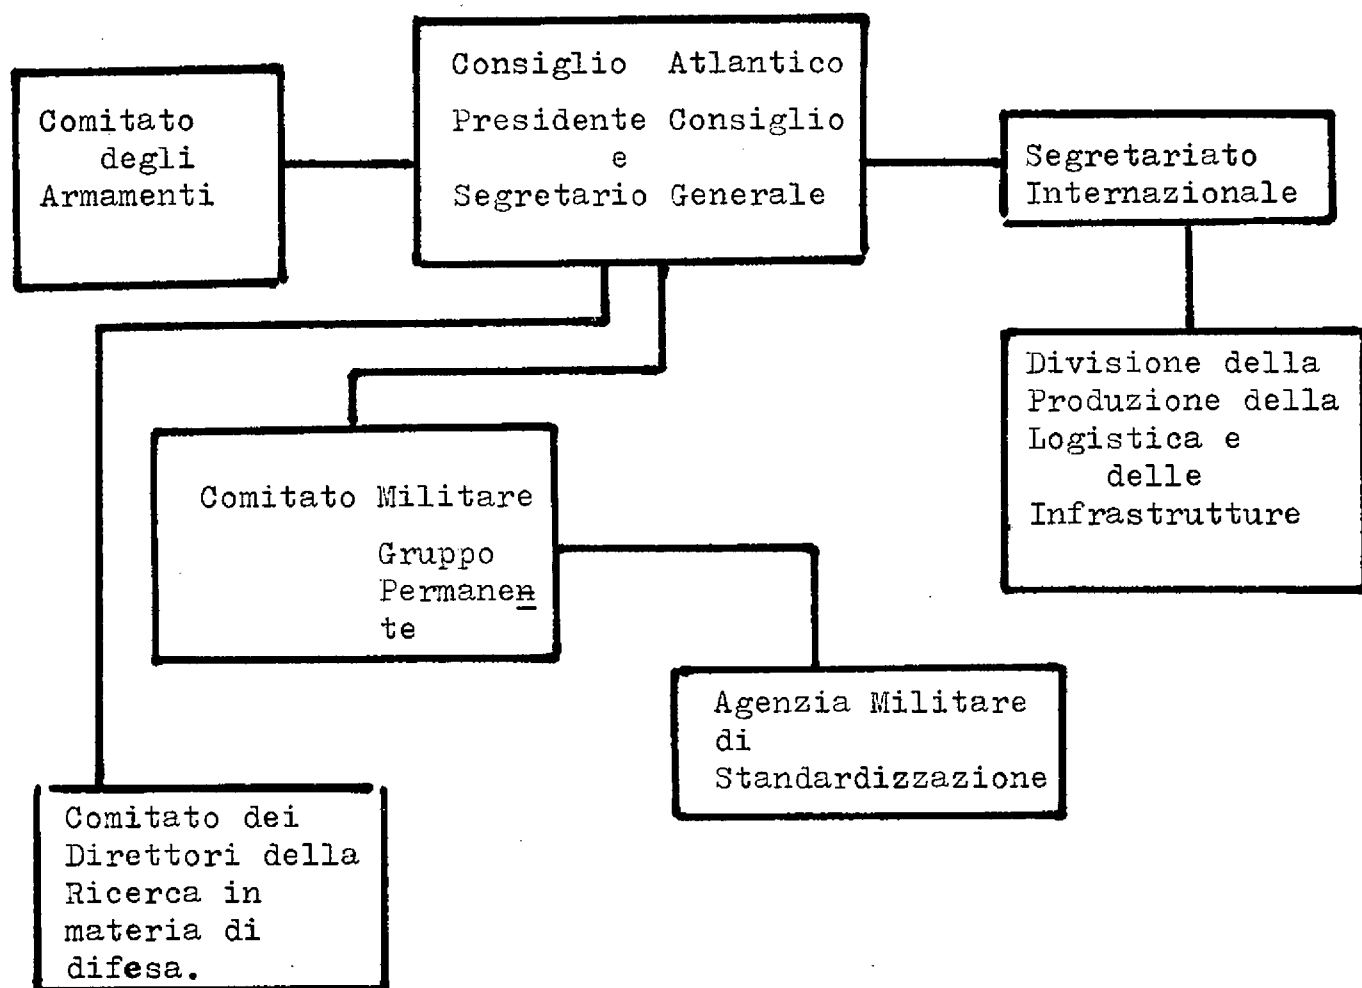 Consiglio Atlantico
Presidente Consiglio
e
Segretario Generale
Comitato
degli
Armamenti
Segretariato
Internazionale
Divisione della
Produzione della
Logistica e
delle
Infrastrutture
Comitato Militare
Gruppo
Permanen
te
Agenzia Militare
di
Standardizzazione
Comitato dei
Direttori della
Ricerca in
materia di
difesa.